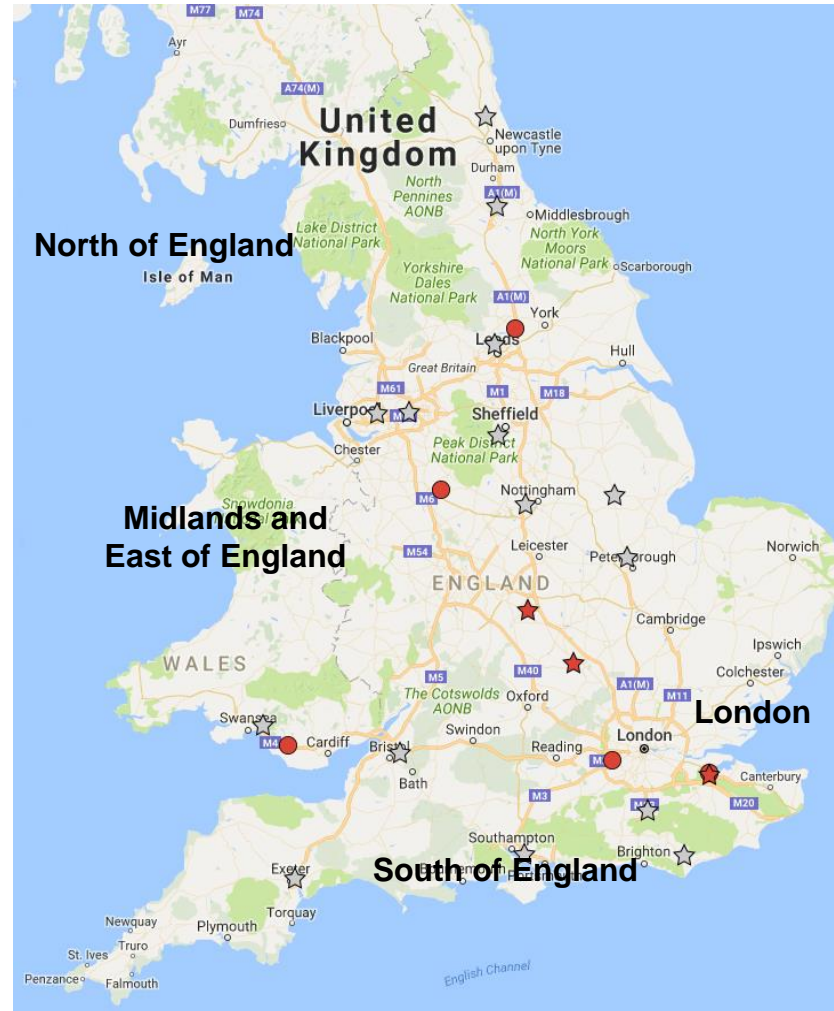 M77
M74
Ayr
A74(M)
Dumfries
United
Kingdom
Newcastle
upon Tyne
Durham
North
Pennines
AONB
A1(M)
Middlesbrough
North of England
Lake District
National Park
North York
Moors
National Park
Isle of Man
Yorkshire
Dales
National Park
Scarborough
A1(M)
York
Blackpool
Leeds
Hull
Great Britain
M61
M1
M18
Liverpool
Sheffield
Chester
Peak District
National Park
Snowdonia
M6
Nottingham
Midlands and
East of England
M54
Leicester
Peterborough
Norwich
ENGLAND
Cambridge
WALES
Ipswich
M5
M40
Colchester
The Cotswolds
AONB
Oxford
A1(M)
M11
London
Swansea
M4
Cardiff
Bristol
Swindon
Reading
London
Bath
Canterbury
M3
M20
Southampton
Brighton
Exeter
South of England
Bournemouth
Portsmouth
Torquay
Newquay
Plymouth
Truro
St. Ives
Penzance
Falmouth
English Channel